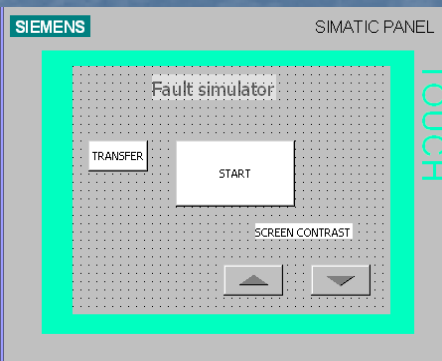 SIEMENS
SIMATIC PANEL
TOUCH
Fault simulator
TRANSFER
START
SCREEN CONTRAST